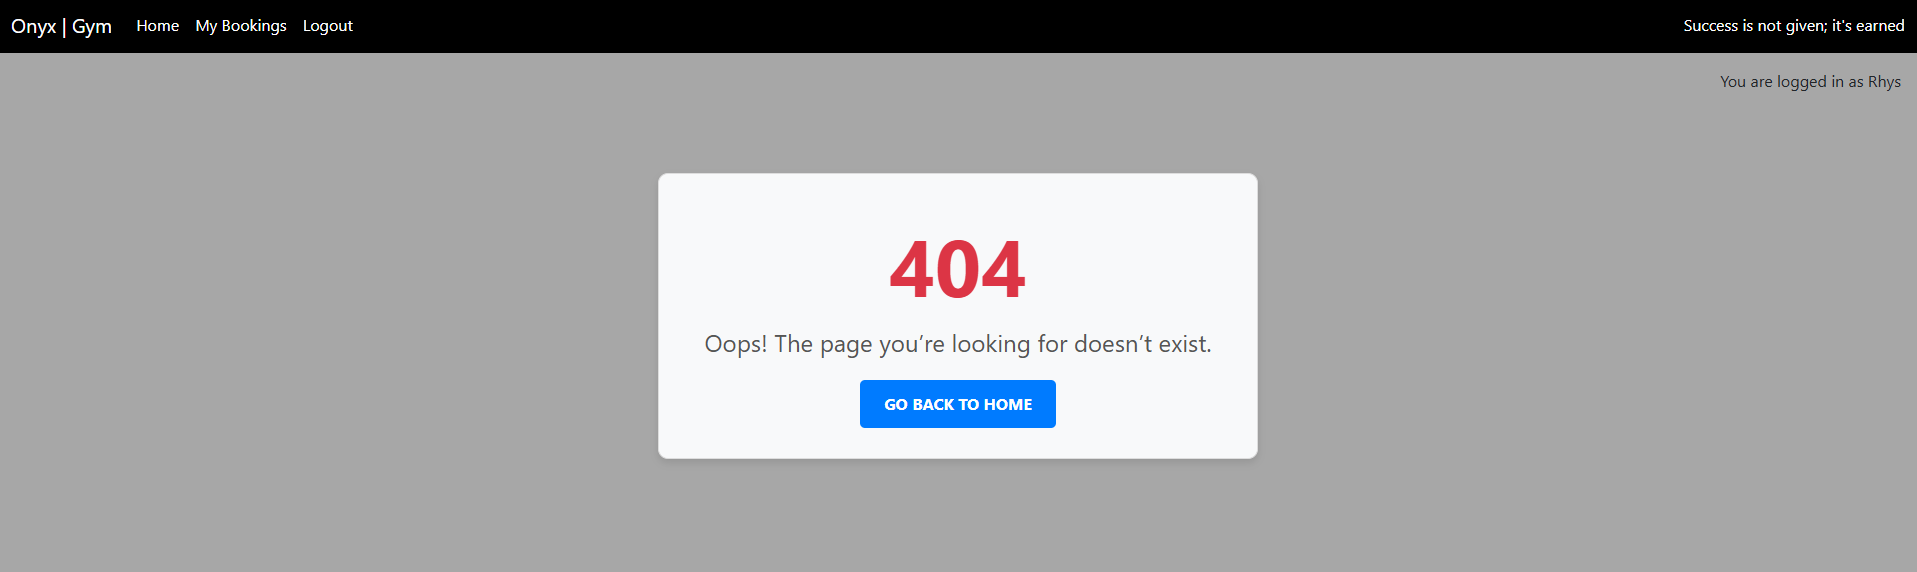 Onyx | Gym Home My Bookings Logout Success is not given; it's earned
You are logged in as Rhys
404
Oops! The page you’re looking for doesn’t exist.
GO BACK TO HOME